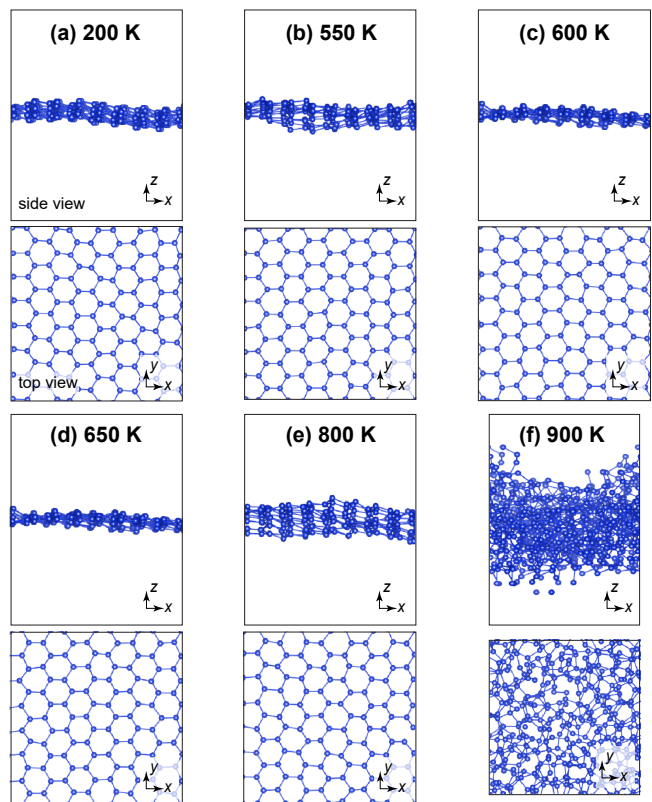 (a) 200 K
(b) 550 K
(c) 600 K
z
x
side view
z
x
z
x
y
x
top view
y
x
y
x
(d) 650 K
(e) 800 K
(f) 900 K
z
x
z
x
z
x
y
x
y
x
y
x